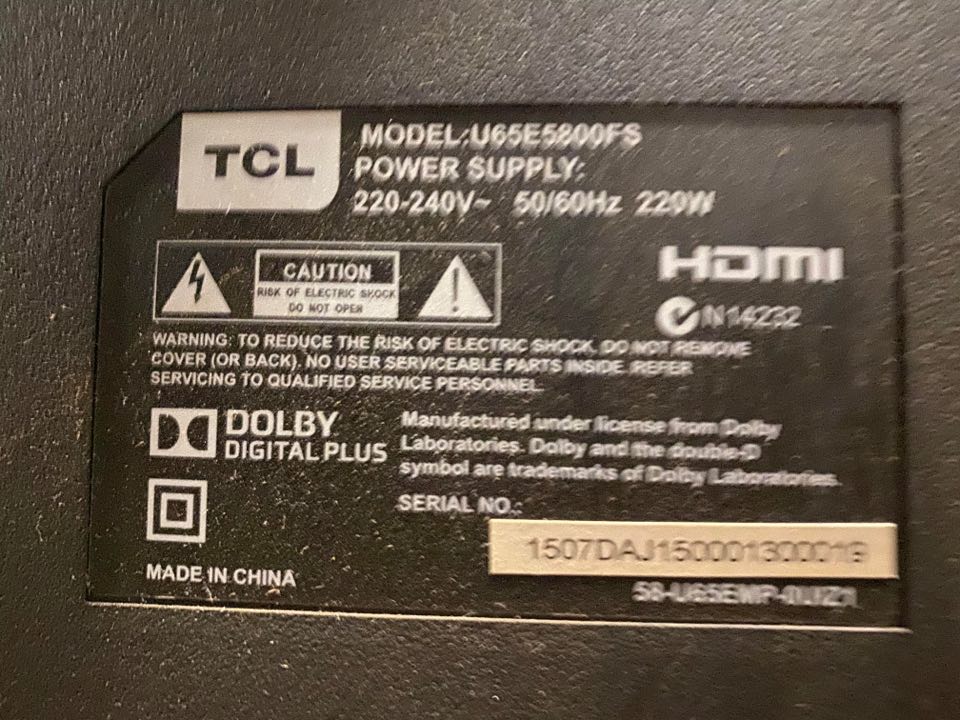 TCL
MODEL:U65E5800FS
POWER SUPPLY:
220-240V~ 50/60Hz 220W
CAUTION
RISK OF ELECTRIC SHOCK
DO NOT OPEN
HDMI
N14232
WARNING: TO REDUCE THE RISK OF ELECTRIC SHOCK, DO NOT REMOVE
COVER (OR BACK). NO USER SERVICEABLE PARTS INSIDE. REFER
SERVICING TO QUALIFIED SERVICE PERSONNEL.
DOLBY
DIGITAL PLUS
Manufactured under license from Dolby
Laboratories. Dolby and the double-D
symbol are trademarks of Dolby Laboratories.
SERIAL NO.:
1507DAJ150001300019
MADE IN CHINA